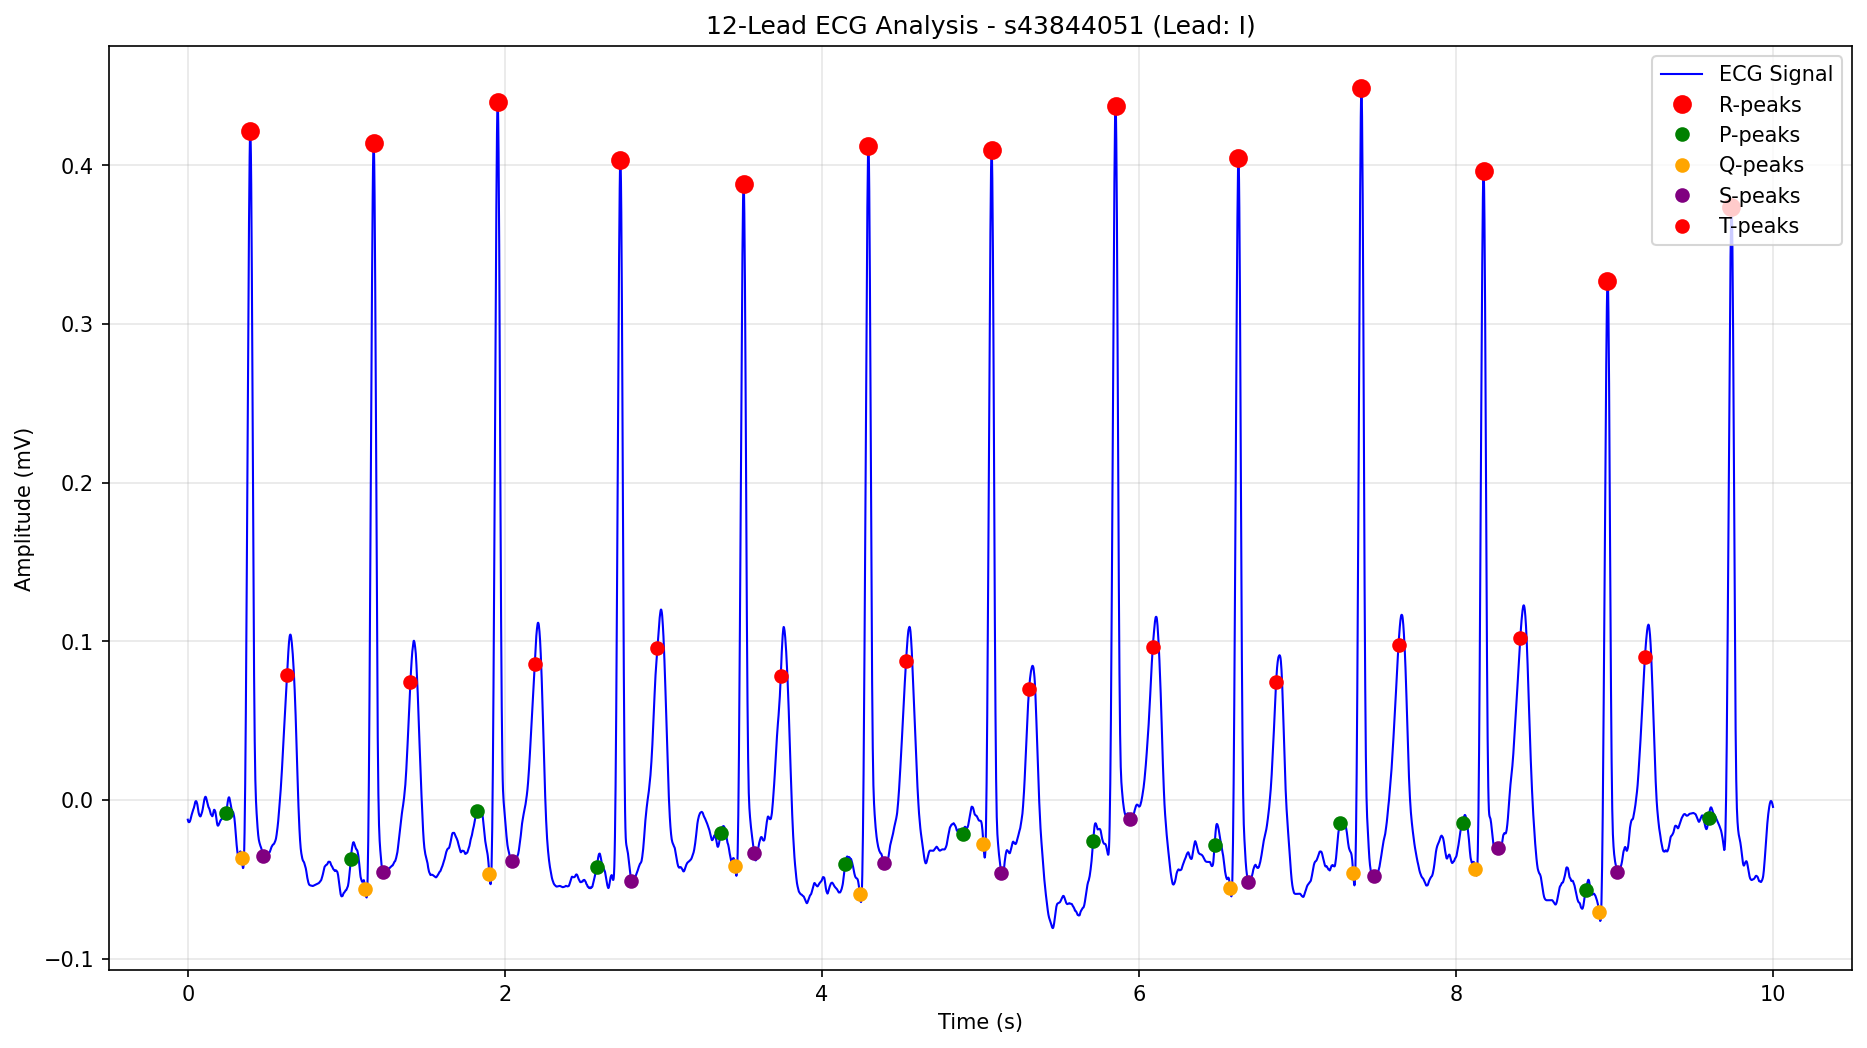 12-Lead ECG Analysis - s43844051 (Lead: I)
ECG Signal
R-peaks
P-peaks
Q-peaks
S-peaks
T-peaks
Amplitude (mV)
0.4
0.3
0.2
0.1
0.0
−0.1
0 2 4 6 8 10
Time (s)